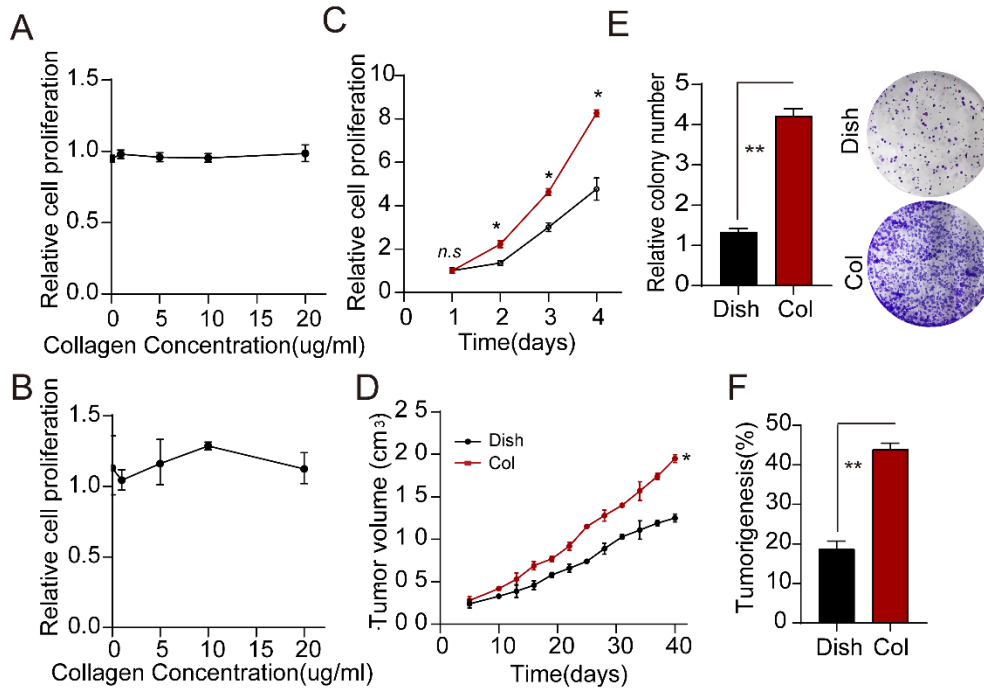 A
Relative cell proliferation
1.5
1.0
0.5
0.0
0 5 10 15 20
Collagen Concentration(ug/ml)
B
Relative cell proliferation
1.5
1.0
0.5
0.0
0 5 10 15 20
Collagen Concentration(ug/ml)
C
Relative cell proliferation
10
8
6
4
2
0
n.s
*
*
*
0 1 2 3 4
Time(days)
D
Tumor volume (cm3)
2 5
2 0
1 5
1 0
0 5
0 0
Dish
Col
*
0 10 20 30 40
Time(days)
E
Relative colony number
5
4
3
2
1
0
**
Dish Col
Dish
Col
F
Tumorigenesis(%)
50
40
30
20
10
0
**
Dish Col